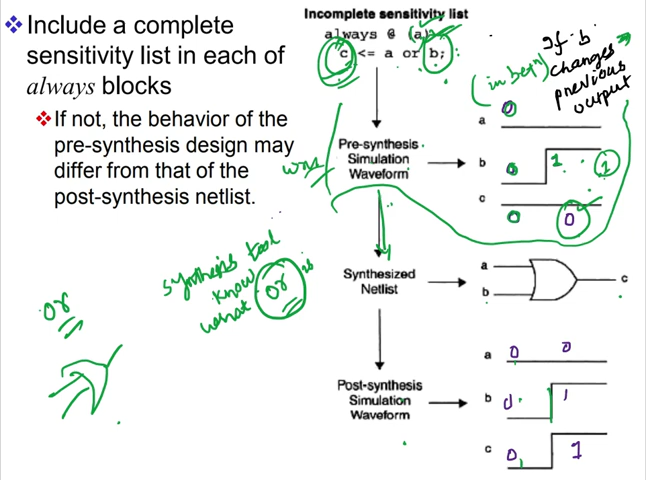 Include a complete
sensitivity list in each of
always blocks
If not, the behavior of the
pre-synthesis design may
differ from that of the
post-synthesis netlist.
Incomplete sensitivity list
always @ (a)
c <= a or b;
(in begn)
If b
changes
previous
output
Pre-synthesis
Simulation
Waveform
0
a
b 0 1 1
c
0 0
synthesis tool
know
what or is
or
Synthesized
Netlist
a
b
c
Post-synthesis
Simulation
Waveform
a 0 0
b 0 1
c 0 1